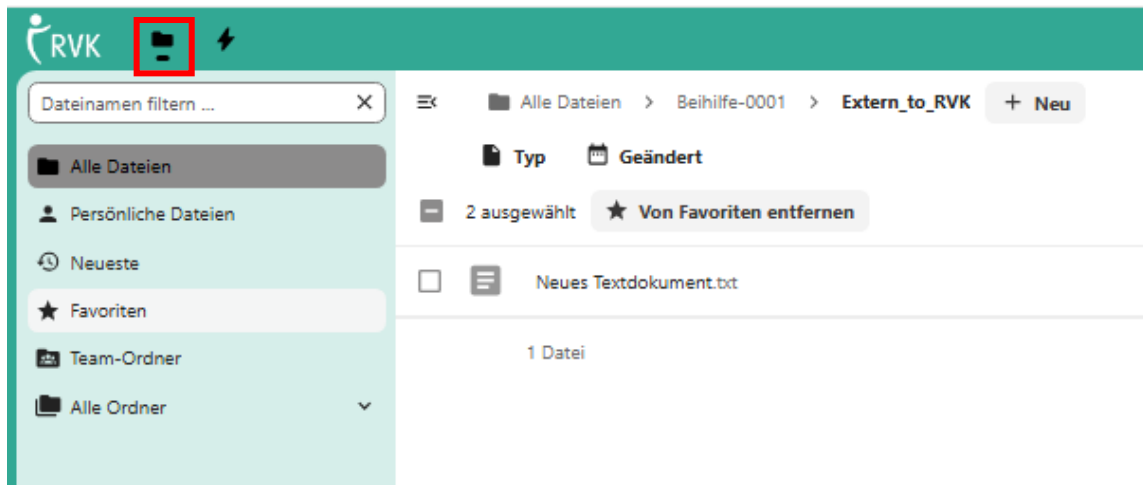 RVK
Dateinamen filtern ...
Alle Dateien
Persönliche Dateien
Neueste
Favoriten
Team-Ordner
Alle Ordner
Alle Dateien > Beihilfe-0001 > Extern_to_RVK + Neu
Typ Geändert
2 ausgewählt Von Favoriten entfernen
Neues Textdokument.txt
1 Datei